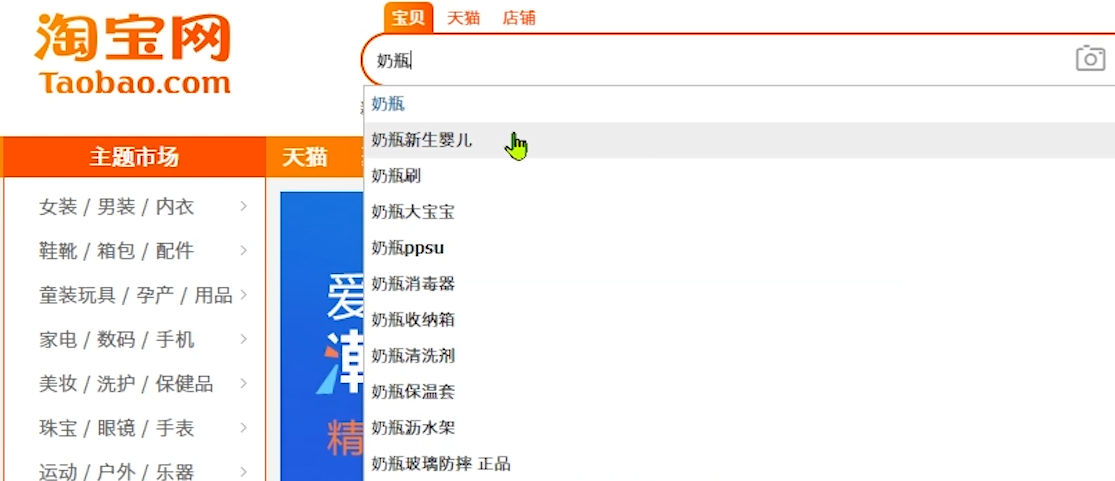 淘宝网
Taobao.com
宝贝 天猫 店铺
奶瓶
奶瓶
奶瓶新生婴儿
奶瓶刷
奶瓶大宝宝
奶瓶ppsu
奶瓶消毒器
奶瓶收纳箱
奶瓶清洗剂
奶瓶保温套
奶瓶沥水架
奶瓶玻璃防摔 正品
主题市场
天猫
女装 / 男装 / 内衣
鞋靴 / 箱包 / 配件
童装玩具 / 孕产 / 用品
家电 / 数码 / 手机
美妆 / 洗护 / 保健品
珠宝 / 眼镜 / 手表
运动 / 户外 / 乐器
爱
潮
精